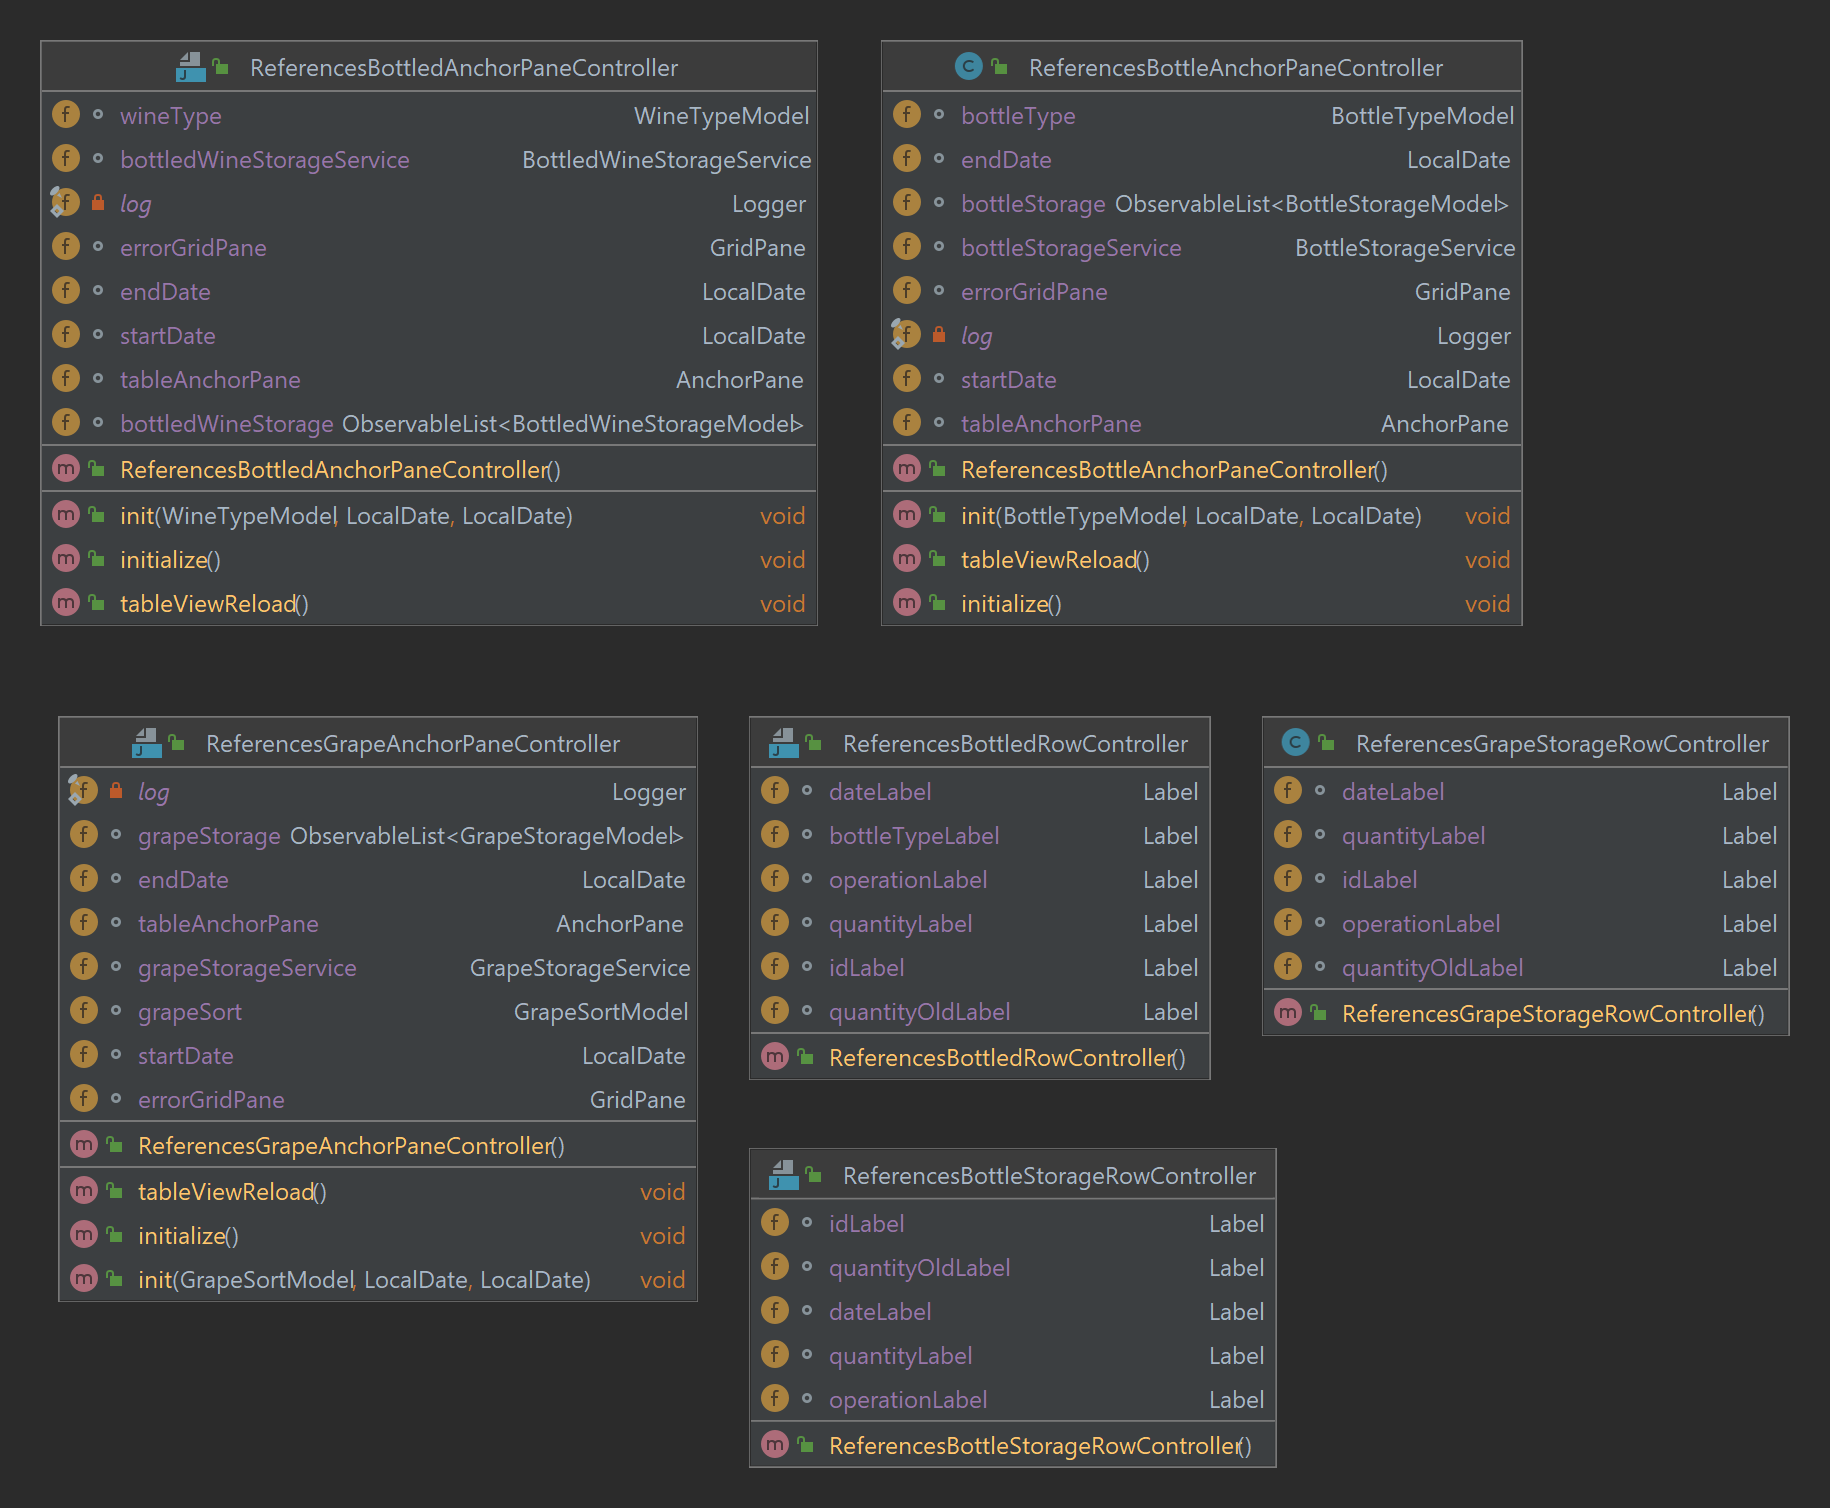 ReferencesBottledAnchorPaneController
wineType WineTypeModel
bottledWineStorageService BottledWineStorageService
log Logger
errorGridPane GridPane
endDate LocalDate
startDate LocalDate
tableAnchorPane AnchorPane
bottledWineStorage ObservableList<BottledWineStorageModel>
ReferencesBottledAnchorPaneController()
init(WineTypeModel, LocalDate, LocalDate) void
initialize() void
tableViewReload() void
ReferencesBottleAnchorPaneController
bottleType BottleTypeModel
endDate LocalDate
bottleStorage ObservableList<BottleStorageModel>
bottleStorageService BottleStorageService
errorGridPane GridPane
log Logger
startDate LocalDate
tableAnchorPane AnchorPane
ReferencesBottleAnchorPaneController()
init(BottleTypeModel, LocalDate, LocalDate) void
tableViewReload() void
initialize() void
ReferencesGrapeAnchorPaneController
log Logger
grapeStorage ObservableList<GrapeStorageModel>
endDate LocalDate
tableAnchorPane AnchorPane
grapeStorageService GrapeStorageService
grapeSort GrapeSortModel
startDate LocalDate
errorGridPane GridPane
ReferencesGrapeAnchorPaneController()
tableViewReload() void
initialize() void
init(GrapeSortModel, LocalDate, LocalDate) void
ReferencesBottledRowController
dateLabel Label
bottleTypeLabel Label
operationLabel Label
quantityLabel Label
idLabel Label
quantityOldLabel Label
ReferencesBottledRowController()
ReferencesGrapeStorageRowController
dateLabel Label
quantityLabel Label
idLabel Label
operationLabel Label
quantityOldLabel Label
ReferencesGrapeStorageRowController()
ReferencesBottleStorageRowController
idLabel Label
quantityOldLabel Label
dateLabel Label
quantityLabel Label
operationLabel Label
ReferencesBottleStorageRowController()